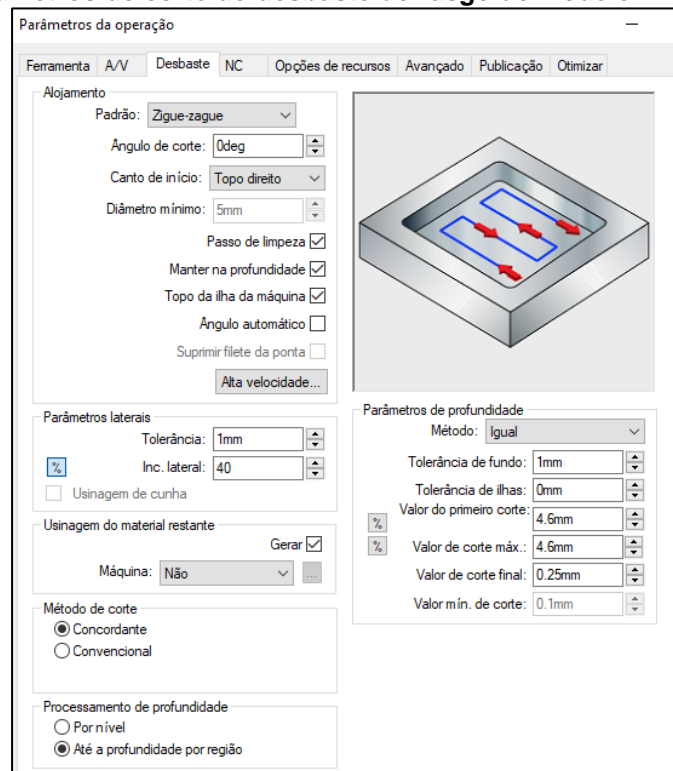 Parâmetros da operação
Ferramenta A/V Desbaste NC Opções de recursos Avançado Publicação Otimizar
Alojamento
Padrão: Zigue-zague
Ângulo de corte: 0deg
Canto de início: Topo direito
Diâmetro mínimo: 5mm
Passo de limpeza
Manter na profundidade
Topo da ilha da máquina
Ângulo automático
Suprimir filete da ponta
Alta velocidade...
Parâmetros laterais
Tolerância: 1mm
% Inc. lateral: 40
Usinagem de cunha
Usinagem do material restante
Gerar
Máquina: Não ...
Método de corte
Concordante
Convencional
Processamento de profundidade
Por nível
Até a profundidade por região
Parâmetros de profundidade
Método: Igual
Tolerância de fundo: 1mm
Tolerância de ilhas: 0mm
Valor do primeiro corte:
% 4.6mm
% Valor de corte máx.: 4.6mm
Valor de corte final: 0.25mm
Valor mín. de corte: 0.1mm